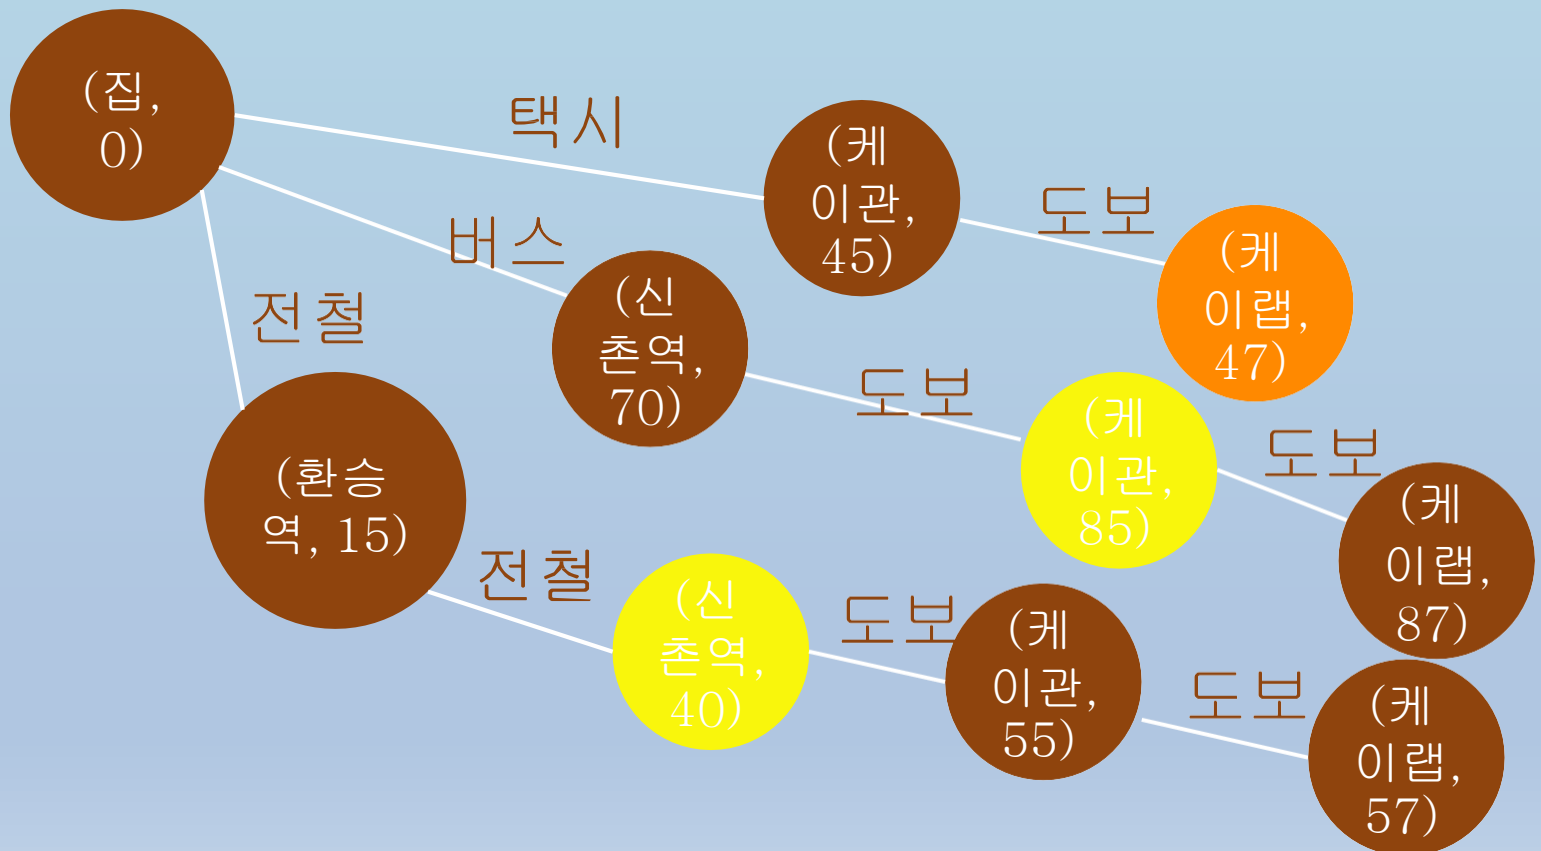 (집,
0)
택시
(케
이관,
45)
도보
(케
이랩,
47)
버스
(신
촌역,
70)
도보
(케
이관,
85)
도보
(케
이랩,
87)
전철
(환승
역, 15)
전철
(신
촌역,
40)
도보
(케
이관,
55)
도보
(케
이랩,
57)